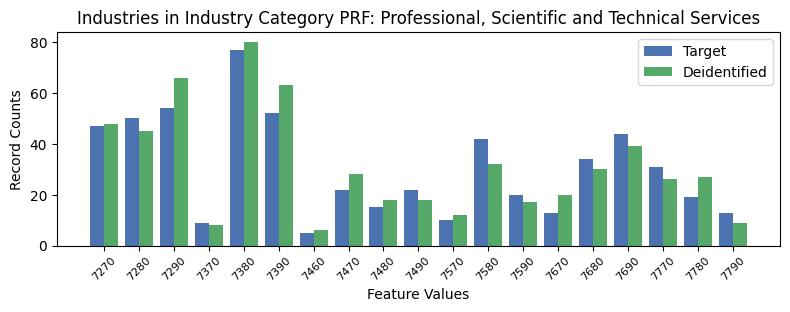 Industries in Industry Category PRF: Professional, Scientific and Technical Services
Target
Deidentified
Record Counts
80
60
40
20
0
7270 7280 7290 7370 7380 7390 7460 7470 7480 7490 7570 7580 7590 7670 7680 7690 7770 7780 7790
Feature Values